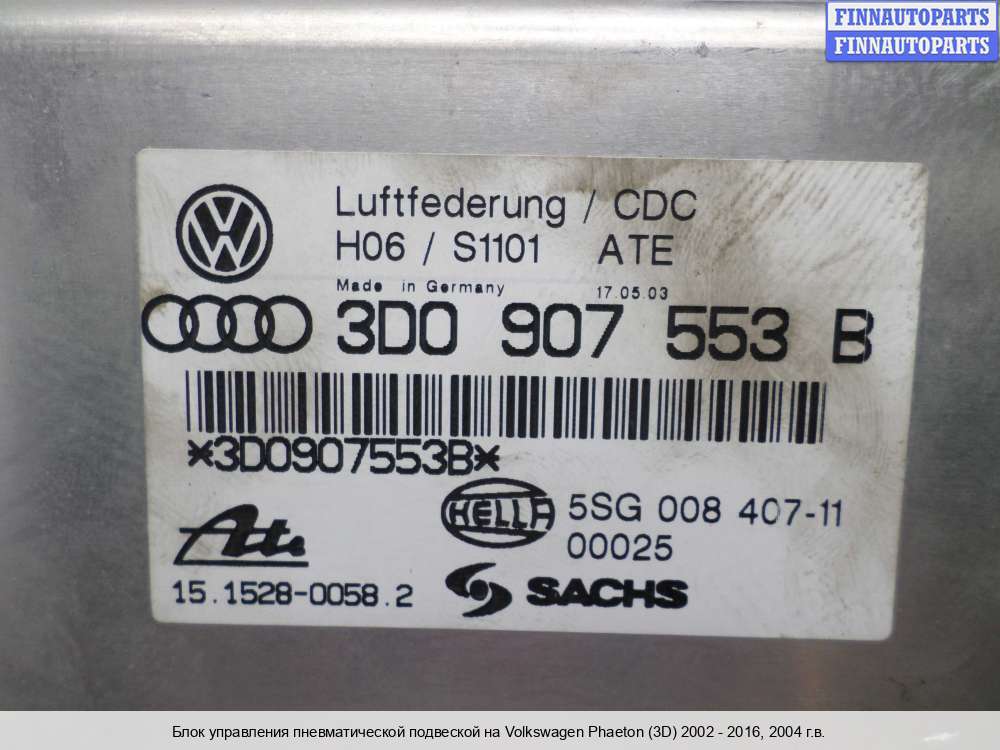 FINNAUTOPARTS
FINNAUTOPARTS
Luftfederung / CDC
H06 / S1101 ATE
Made in Germany 17.05.03
3D0 907 553 B
*3D0907553B*
Ate
HELLA 5SG 008 407-11
00025
15.1528-0058.2
SACHS
Блок управления пневматической подвеской на Volkswagen Phaeton (3D) 2002 - 2016, 2004 г.в.